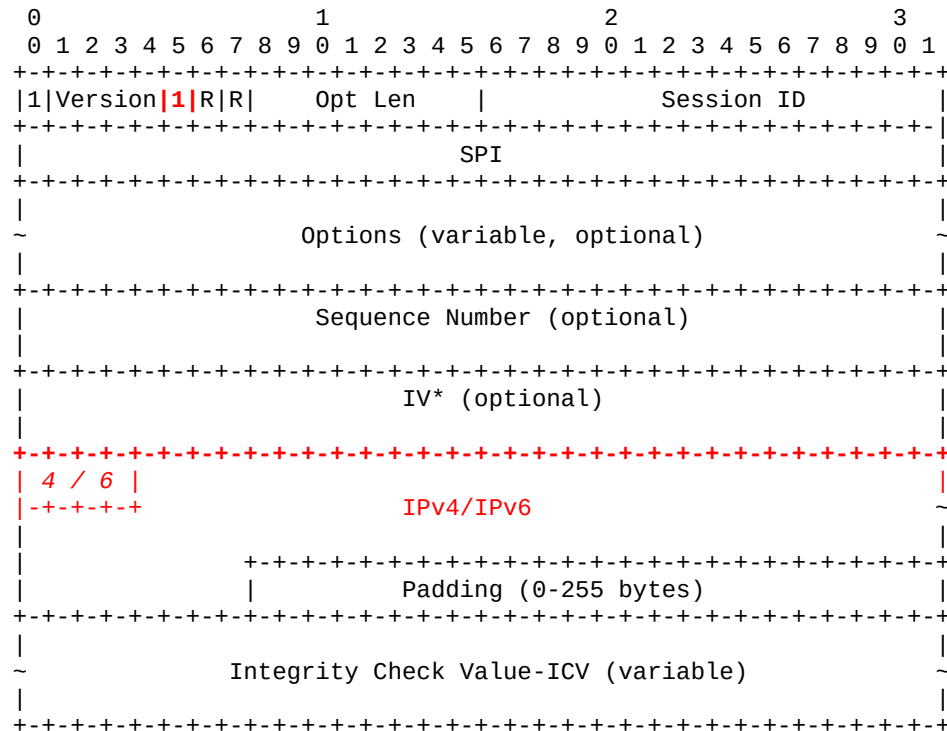 0                   1                   2                   3
 0 1 2 3 4 5 6 7 8 9 0 1 2 3 4 5 6 7 8 9 0 1 2 3 4 5 6 7 8 9 0 1
+-+-+-+-+-+-+-+-+-+-+-+-+-+-+-+-+-+-+-+-+-+-+-+-+-+-+-+-+-+-+-+-+
|1|Version|1|R|R|    Opt Len    |            Session ID         |
+-+-+-+-+-+-+-+-+-+-+-+-+-+-+-+-+-+-+-+-+-+-+-+-+-+-+-+-+-+-+-+-|
|                              SPI                              |
+-+-+-+-+-+-+-+-+-+-+-+-+-+-+-+-+-+-+-+-+-+-+-+-+-+-+-+-+-+-+-+-+
|                                                               |
~                   Options (variable, optional)                ~
|                                                               |
+-+-+-+-+-+-+-+-+-+-+-+-+-+-+-+-+-+-+-+-+-+-+-+-+-+-+-+-+-+-+-+-+
|                    Sequence Number (optional)                 |
|                                                               |
+-+-+-+-+-+-+-+-+-+-+-+-+-+-+-+-+-+-+-+-+-+-+-+-+-+-+-+-+-+-+-+-+
|                          IV* (optional)                       |
|                                                               |
+-+-+-+-+-+-+-+-+-+-+-+-+-+-+-+-+-+-+-+-+-+-+-+-+-+-+-+-+-+-+-+-+
| 4 / 6 |                                                       |
|-+-+-+-+                  IPv4/IPv6                            ~
|                                                               |
|               +-+-+-+-+-+-+-+-+-+-+-+-+-+-+-+-+-+-+-+-+-+-+-+-+
|               |          Padding (0-255 bytes)                |
+-+-+-+-+-+-+-+-+-+-+-+-+-+-+-+-+-+-+-+-+-+-+-+-+-+-+-+-+-+-+-+-+
|                                                               |
~              Integrity Check Value-ICV (variable)             ~
|                                                               |
+-+-+-+-+-+-+-+-+-+-+-+-+-+-+-+-+-+-+-+-+-+-+-+-+-+-+-+-+-+-+-+-+